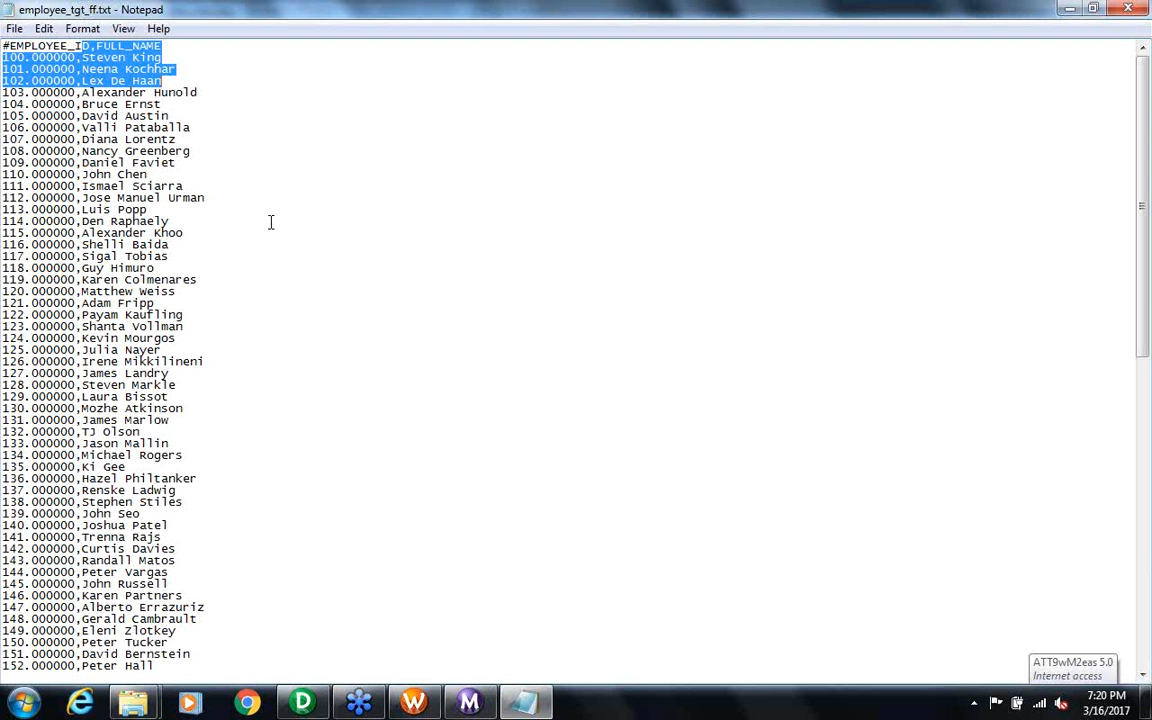 employee_tgt_ff.txt - Notepad
File Edit Format View Help
#EMPLOYEE_ID,FULL_NAME
100.000000,Steven King
101.000000,Neena Kochhar
102.000000,Lex De Haan
103.000000,Alexander Hunold
104.000000,Bruce Ernst
105.000000,David Austin
106.000000,Valli Pataballa
107.000000,Diana Lorentz
108.000000,Nancy Greenberg
109.000000,Daniel Faviet
110.000000,John Chen
111.000000,Ismael Sciarra
112.000000,Jose Manuel Urman
113.000000,Luis Popp
114.000000,Den Raphaely
115.000000,Alexander Khoo
116.000000,Shelli Baida
117.000000,Sigal Tobias
118.000000,Guy Himuro
119.000000,Karen Colmenares
120.000000,Matthew Weiss
121.000000,Adam Fripp
122.000000,Payam Kaufling
123.000000,Shanta Vollman
124.000000,Kevin Mourgos
125.000000,Julia Nayer
126.000000,Irene Mikkilineni
127.000000,James Landry
128.000000,Steven Markle
129.000000,Laura Bissot
130.000000,Mozhe Atkinson
131.000000,James Marlow
132.000000,TJ Olson
133.000000,Jason Mallin
134.000000,Michael Rogers
135.000000,Ki Gee
136.000000,Hazel Philtanker
137.000000,Renske Ladwig
138.000000,Stephen Stiles
139.000000,John Seo
140.000000,Joshua Patel
141.000000,Trenna Rajs
142.000000,Curtis Davies
143.000000,Randall Matos
144.000000,Peter Vargas
145.000000,John Russell
146.000000,Karen Partners
147.000000,Alberto Errazuriz
148.000000,Gerald Cambrault
149.000000,Eleni Zlotkey
150.000000,Peter Tucker
151.000000,David Bernstein
152.000000,Peter Hall
ATT9wM2eas 5.0
Internet access
D
W
M
7:20 PM
3/16/2017